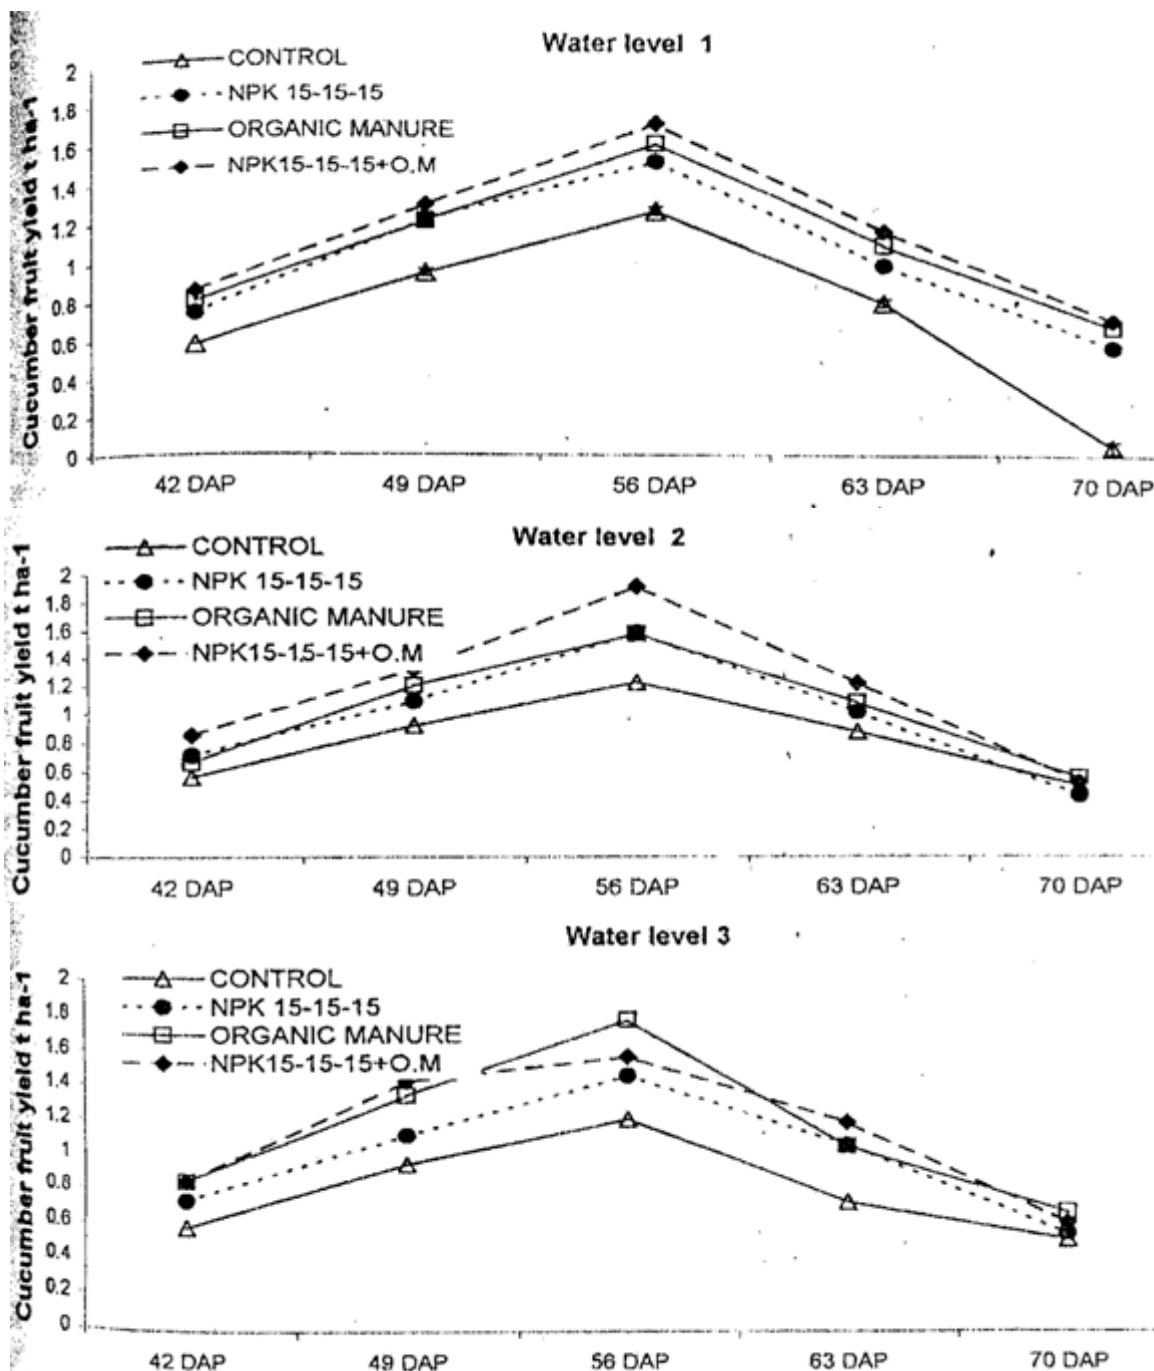 Water level 1
CONTROL
NPK 15-15-15
ORGANIC MANURE
NPK15-15-15+O.M
Cucumber fruit yield t ha-1
2
1.8
1.6
1.4
1.2
1
0.8
0.6
0.4
0.2
0
42 DAP 49 DAP 56 DAP 63 DAP 70 DAP
Water level 2
CONTROL
NPK 15-15-15
ORGANIC MANURE
NPK15-15-15+O.M
Cucumber fruit yield t ha-1
2
1.8
1.6
1.4
1.2
1
0.8
0.6
0.4
0.2
0
42 DAP 49 DAP 56 DAP 63 DAP 70 DAP
Water level 3
CONTROL
NPK 15-15-15
ORGANIC MANURE
NPK15-15-15+O.M
Cucumber fruit yield t ha-1
2
1.8
1.6
1.4
1.2
1
0.8
0.6
0.4
0.2
0
42 DAP 49 DAP 56 DAP 63 DAP 70 DAP